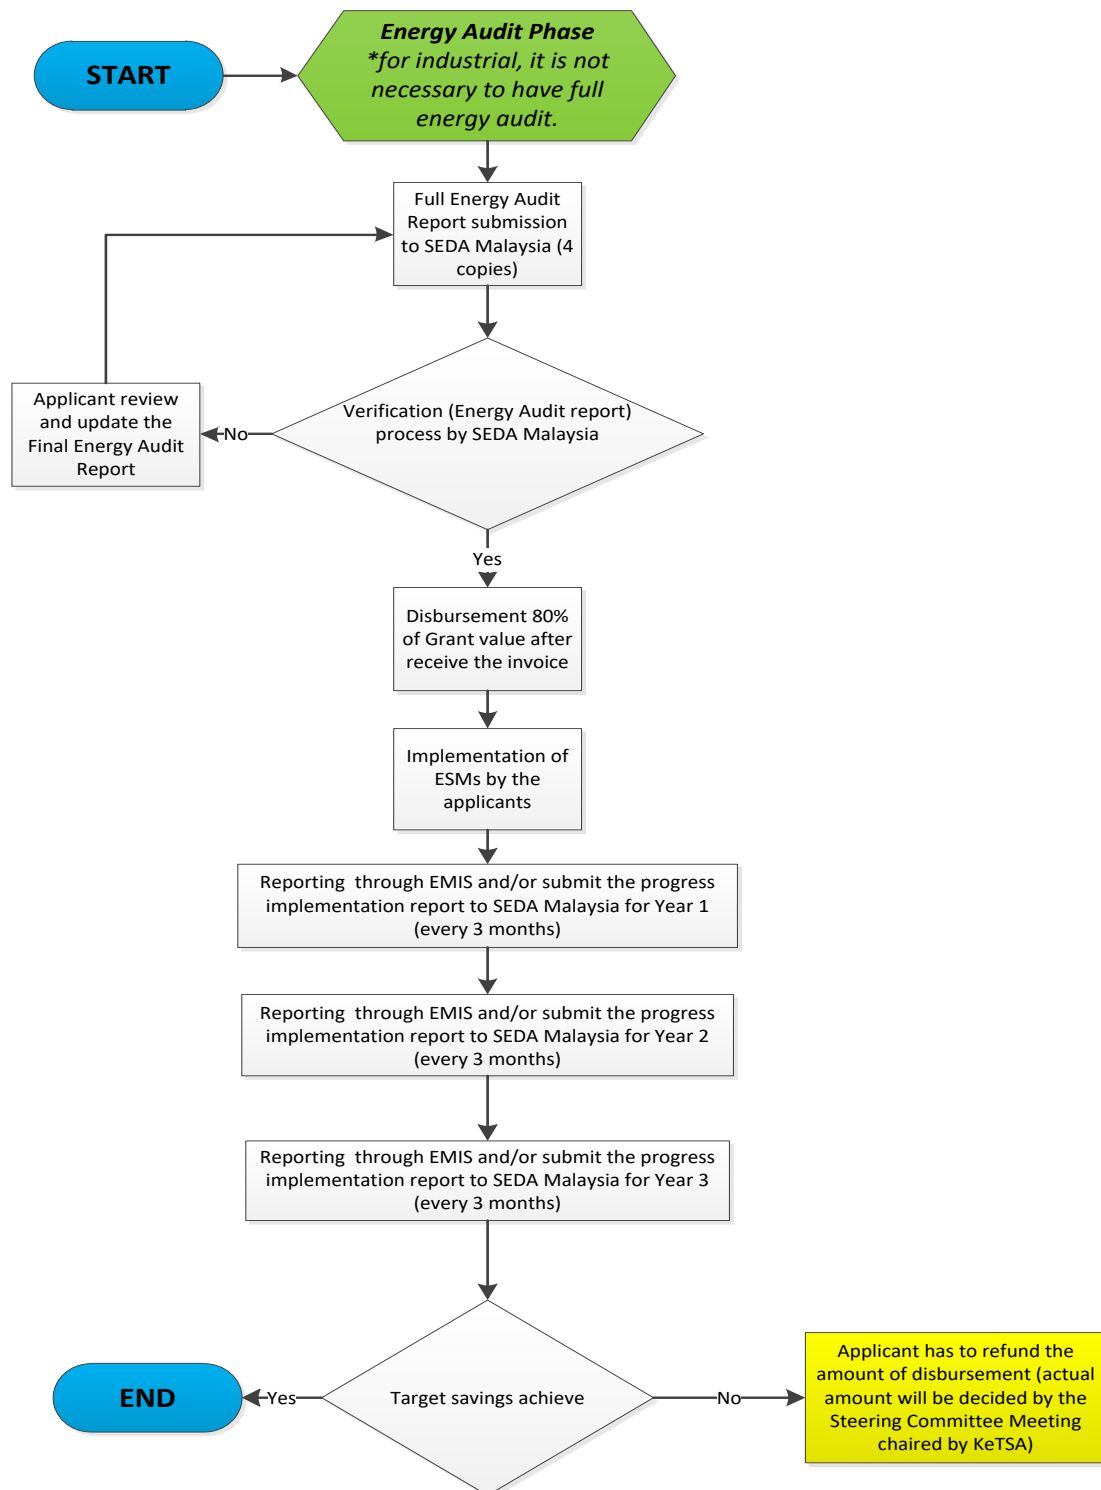 START
Energy Audit Phase
*for industrial, it is not
necessary to have full
energy audit.
Full Energy Audit
Report submission
to SEDA Malaysia (4
copies)
Verification (Energy Audit report)
process by SEDA Malaysia
No
Applicant review
and update the
Final Energy Audit
Report
Yes
Disbursement 80%
of Grant value after
receive the invoice
Implementation of
ESMs by the
applicants
Reporting through EMIS and/or submit the progress
implementation report to SEDA Malaysia for Year 1
(every 3 months)
Reporting through EMIS and/or submit the progress
implementation report to SEDA Malaysia for Year 2
(every 3 months)
Reporting through EMIS and/or submit the progress
implementation report to SEDA Malaysia for Year 3
(every 3 months)
Target savings achieve
Yes
END
No
Applicant has to refund the
amount of disbursement (actual
amount will be decided by the
Steering Committee Meeting
chaired by KeTSA)